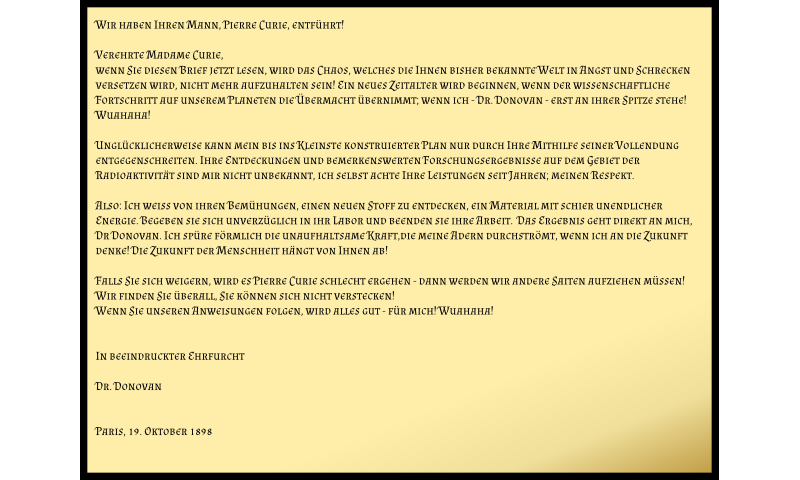 Wir haben Ihren Mann, Pierre Curie, entführt!
Verehrte Madame Curie,
wenn Sie diesen Brief jetzt lesen, wird das Chaos, welches die Ihnen bisher bekannte Welt in Angst und Schrecken
versetzen wird, nicht mehr aufzuhalten sein! Ein neues Zeitalter wird beginnen, wenn der wissenschaftliche
Fortschritt auf unserem Planeten die Übermacht übernimmt; wenn ich - Dr. Donovan - erst an ihrer Spitze stehe!
Wuahaha!
Unglücklicherweise kann mein bis ins Kleinste konstruierter Plan nur durch Ihre Mithilfe seiner Vollendung
entgegenschreiten. Ihre Entdeckungen und bemerkenswerten Forschungsergebnisse auf dem Gebiet der
Radioaktivität sind mir nicht unbekannt, ich selbst achte Ihre Leistungen seit Jahren; meinen Respekt.
Also: Ich weiss von ihren Bemühungen, einen neuen Stoff zu entdecken, ein Material mit schier unendlicher
Energie. Begeben sie sich unverzüglich in ihr Labor und beenden sie ihre Arbeit. Das Ergebnis geht direkt an mich,
Dr Donovan. Ich spüre förmlich die unaufhaltsame Kraft,die meine Adern durchströmt, wenn ich an die Zukunft
denke! Die Zukunft der Menschheit hängt von Ihnen ab!
Falls Sie sich weigern, wird es Pierre Curie schlecht ergehen - dann werden wir andere Saiten aufziehen müssen!
Wir finden Sie überall, Sie können sich nicht verstecken!
Wenn Sie unseren Anweisungen folgen, wird alles gut - für mich! Wuahaha!
In beeindruckter Ehrfurcht
Dr. Donovan
Paris, 19. Oktober 1898